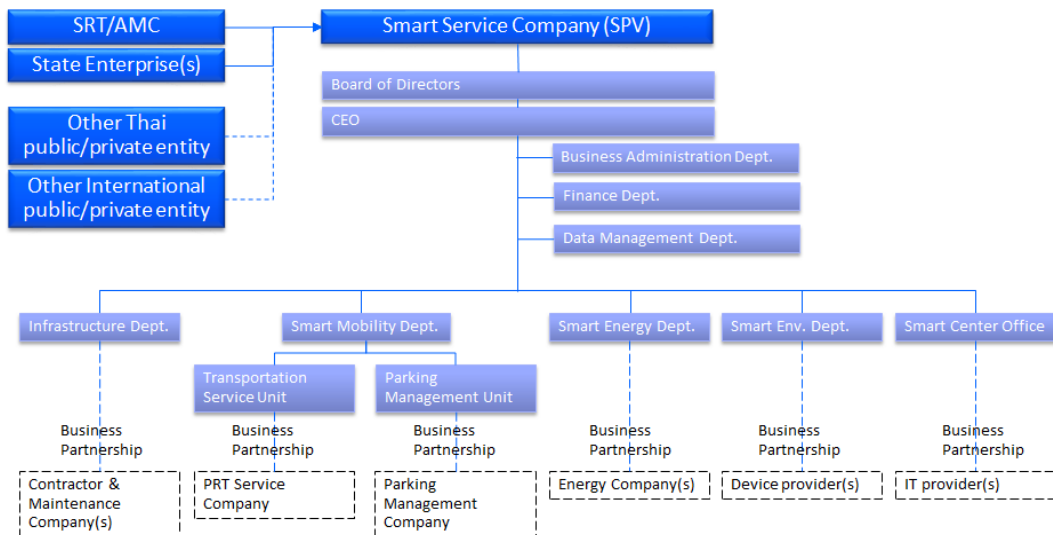 SRT/AMC
Smart Service Company (SPV)
State Enterprise(s)
Board of Directors
Other Thai
public/private entity
CEO
Business Administration Dept.
Other International
public/private entity
Finance Dept.
Data Management Dept.
Infrastructure Dept.
Smart Mobility Dept.
Smart Energy Dept.
Smart Env. Dept.
Smart Center Office
Transportation
Service Unit
Parking
Management Unit
Business
Partnership
Business
Partnership
Business
Partnership
Business
Partnership
Business
Partnership
Business
Partnership
Contractor &
Maintenance
Company(s)
PRT Service
Company
Parking
Management
Company
Energy Company(s)
Device provider(s)
IT provider(s)